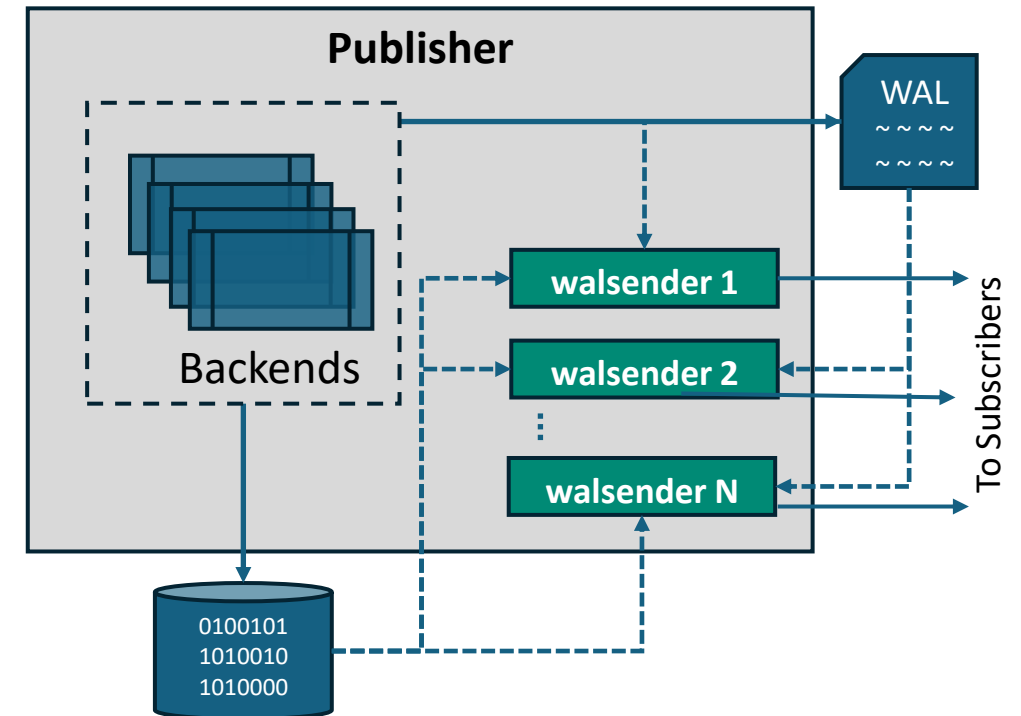 Publisher
WAL
~ ~ ~ ~
~ ~ ~ ~
Backends
walsender 1
walsender 2
...
walsender N
To Subscribers
0100101
1010010
1010000